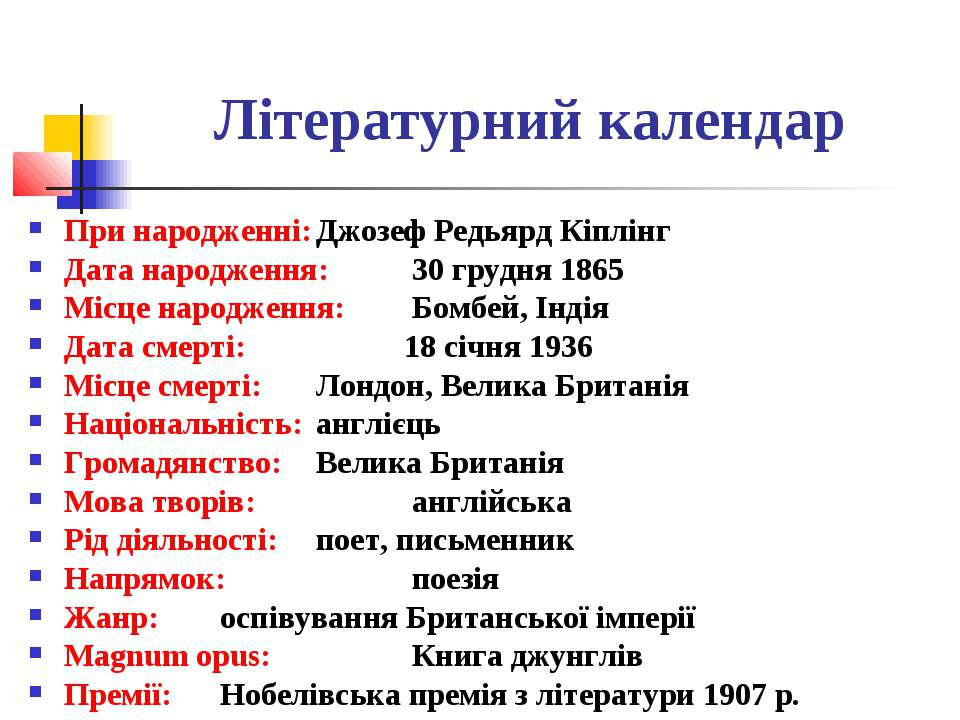 Літературний календар
При народженні: Джозеф Редьярд Кіплінг
Дата народження: 30 грудня 1865
Місце народження: Бомбей, Індія
Дата смерті: 18 січня 1936
Місце смерті: Лондон, Велика Британія
Національність: англієць
Громадянство: Велика Британія
Мова творів: англійська
Рід діяльності: поет, письменник
Напрямок: поезія
Жанр: оспівування Британської імперії
Magnum opus: Книга джунглів
Премії: Нобелівська премія з літератури 1907 р.